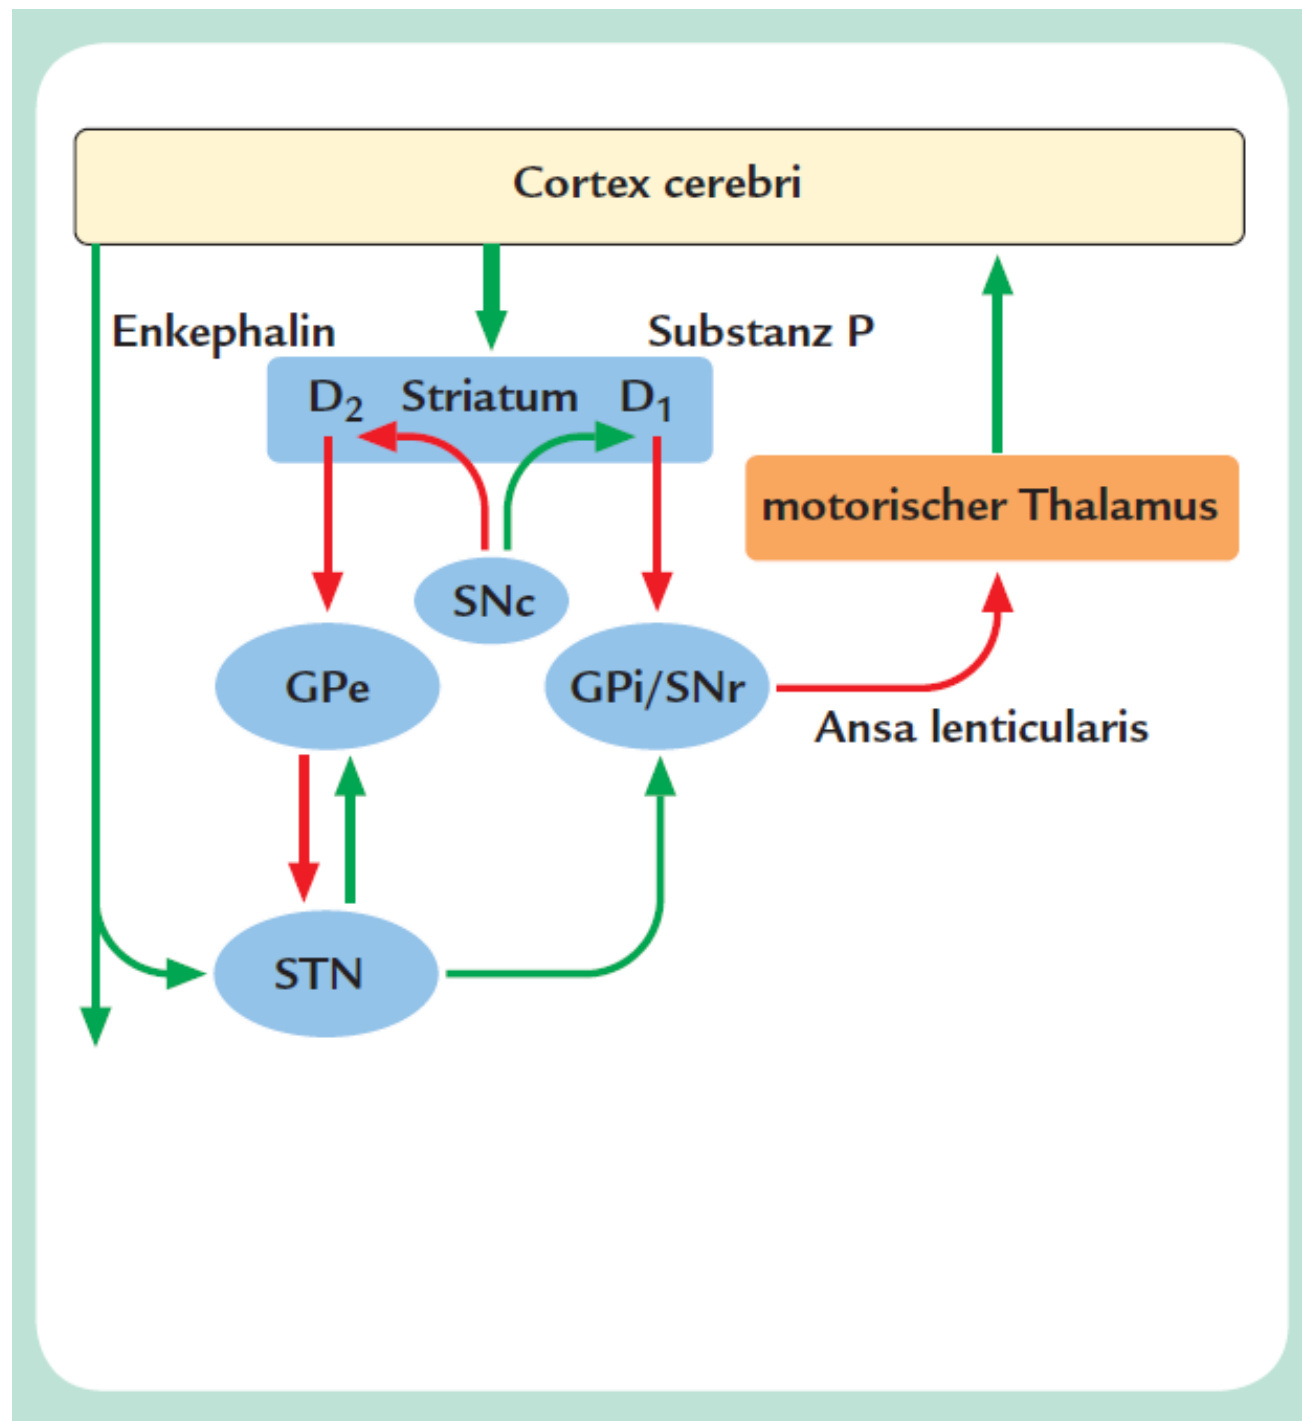 Cortex cerebri
Enkephalin
Substanz P
D₂ Striatum D₁
motorischer Thalamus
SNc
GPe
GPi/SNr
Ansa lenticularis
STN